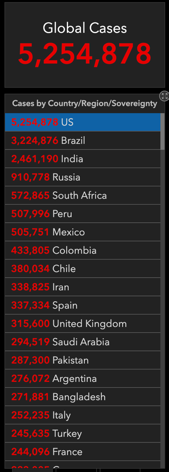 Global Cases
5,254,878
Cases by Country/Region/Sovereignty
5,254,878 US
3,224,876 Brazil
2,461,190 India
910,778 Russia
572,865 South Africa
507,996 Peru
505,751 Mexico
433,805 Colombia
380,034 Chile
338,825 Iran
337,334 Spain
315,600 United Kingdom
294,519 Saudi Arabia
287,300 Pakistan
276,072 Argentina
271,881 Bangladesh
252,235 Italy
245,635 Turkey
244,096 France